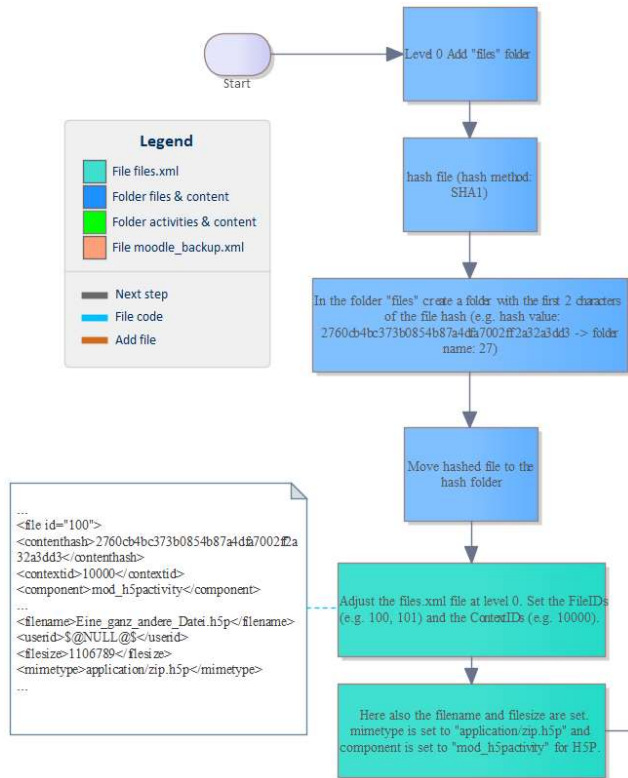 Level 0 Add "files" folder
Start
Legend
File files.xml
Folder files & content
Folder activities & content
File moodle_backup.xml
Next step
File code
Add file
hash file (hash method:
SHA1)
In the folder "files" create a folder with the first 2 characters
of the file hash (e.g. hash value:
2760cb4bc373b0854b87a4dfa7002ff2a32a3dd3 -> folder
name: 27)
Move hashed file to the
hash folder
...
<file id="100">
<contenthash>2760cb4bc373b0854b87a4dfa7002ff2a
32a3dd3</contenthash>
<contextid>10000</contextid>
<component>mod_h5pactivity</component>
...
<filename>Eine_ganz_andere_Datei.h5p</filename>
<userid>$@NULL@$</userid>
<filesize>1106789</filesize>
<mimetype>application/zip.h5p</mimetype>
...
Adjust the files.xml file at level 0. Set the FileIDs
(e.g. 100, 101) and the ContextIDs (e.g. 10000).
Here also the filename and filesize are set.
mimetype is set to "application/zip.h5p" and
component is set to "mod_h5pactivity" for H5P.